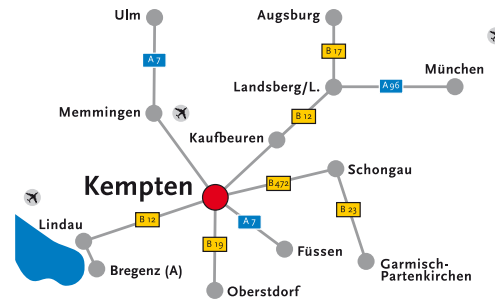 Ulm
Augsburg
B 17
A 7
Landsberg/L.
A 96
München
Memmingen
B 12
Kaufbeuren
Schongau
Kempten
B 472
B 23
Lindau
B 12
A 7
B 19
Füssen
Bregenz (A)
Garmisch-
Partenkirchen
Oberstdorf